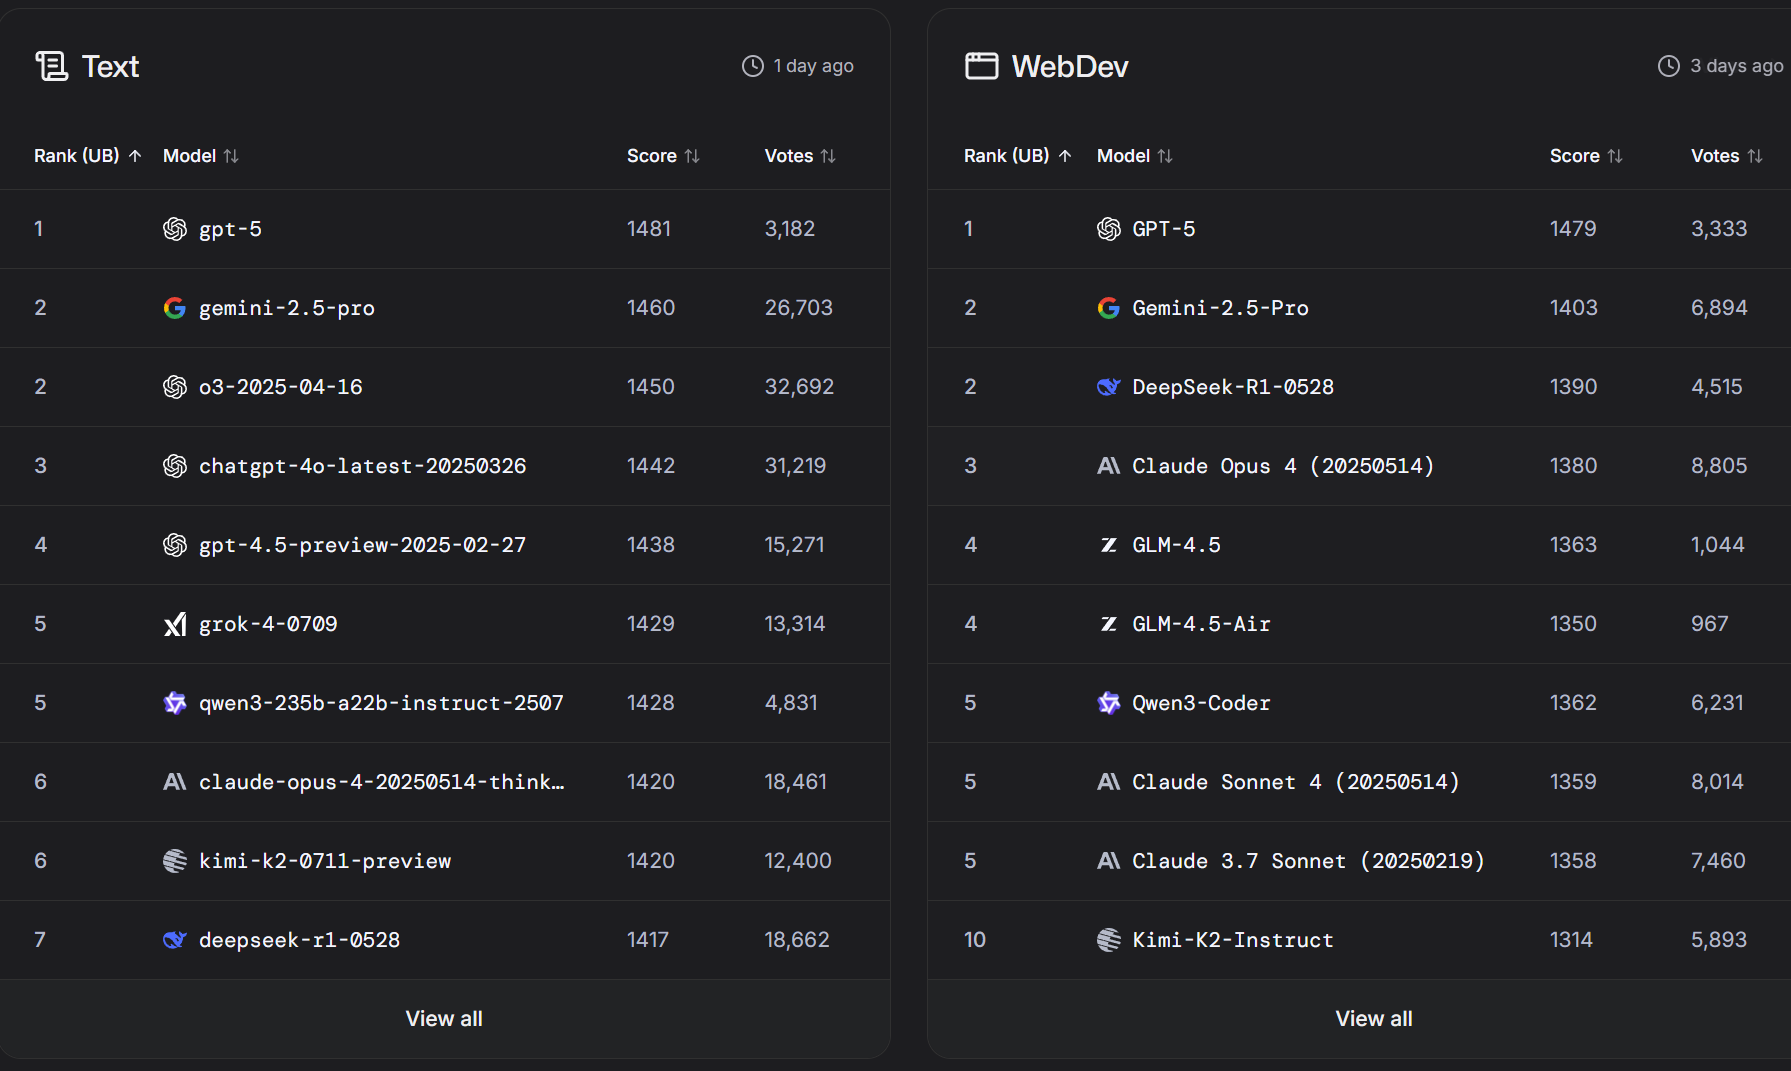 Text
1 day ago
Rank (UB) Model Score Votes
1 gpt-5 1481 3,182
2 gemini-2.5-pro 1460 26,703
2 o3-2025-04-16 1450 32,692
3 chatgpt-4o-latest-20250326 1442 31,219
4 gpt-4.5-preview-2025-02-27 1438 15,271
5 grok-4-0709 1429 13,314
5 qwen3-235b-a22b-instruct-2507 1428 4,831
6 claude-opus-4-20250514-think… 1420 18,461
6 kimi-k2-0711-preview 1420 12,400
7 deepseek-r1-0528 1417 18,662
View all
WebDev
3 days ago
Rank (UB) Model Score Votes
1 GPT-5 1479 3,333
2 Gemini-2.5-Pro 1403 6,894
2 DeepSeek-R1-0528 1390 4,515
3 Claude Opus 4 (20250514) 1380 8,805
4 GLM-4.5 1363 1,044
4 GLM-4.5-Air 1350 967
5 Qwen3-Coder 1362 6,231
5 Claude Sonnet 4 (20250514) 1359 8,014
5 Claude 3.7 Sonnet (20250219) 1358 7,460
10 Kimi-K2-Instruct 1314 5,893
View all